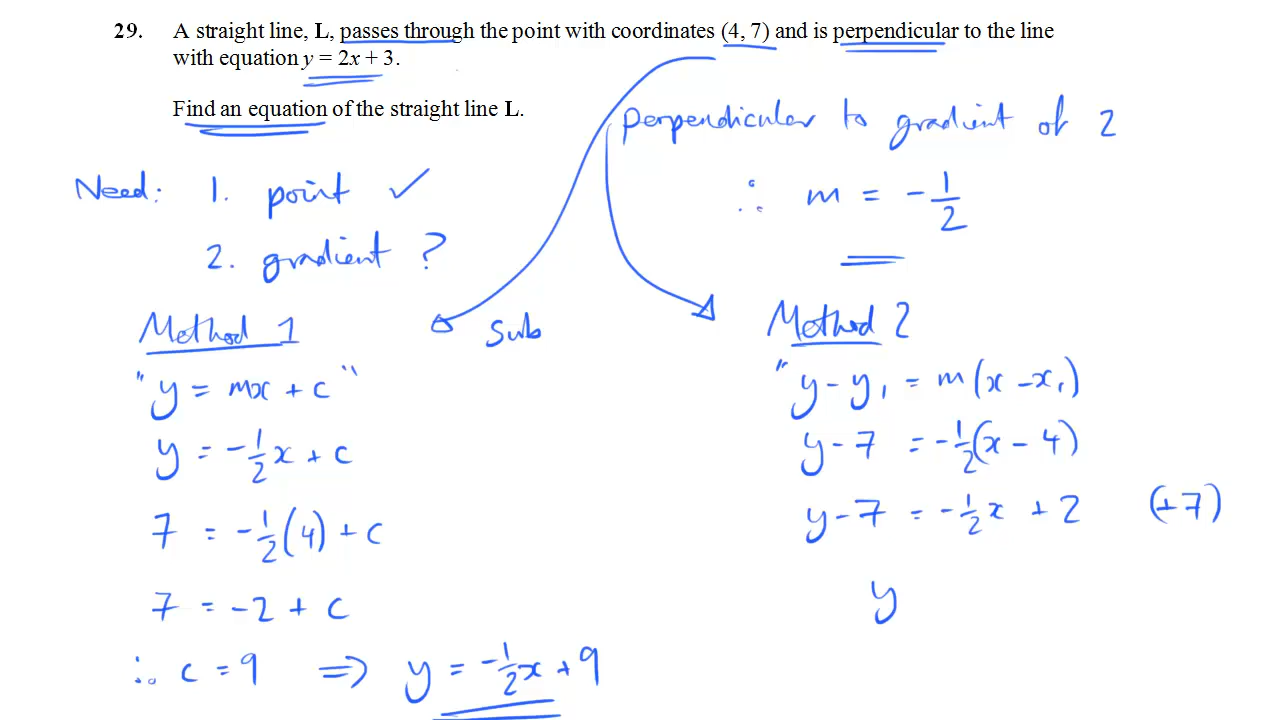 29. A straight line, L, passes through the point with coordinates (4, 7) and is perpendicular to the line
with equation y = 2x + 3.
Find an equation of the straight line L.
perpendicular to gradient of 2
Need: 1. point ✓
∴ m = -1/2
2. gradient ?
Method 1
sub
"y = mx + c"
y = -1/2x + c
7 = -1/2(4) + c
7 = -2 + c
∴ c = 9 ⇒ y = -1/2x + 9
Method 2
"y - y₁ = m(x - x₁)
y - 7 = -1/2(x - 4)
y - 7 = -1/2x + 2 (+7)
y